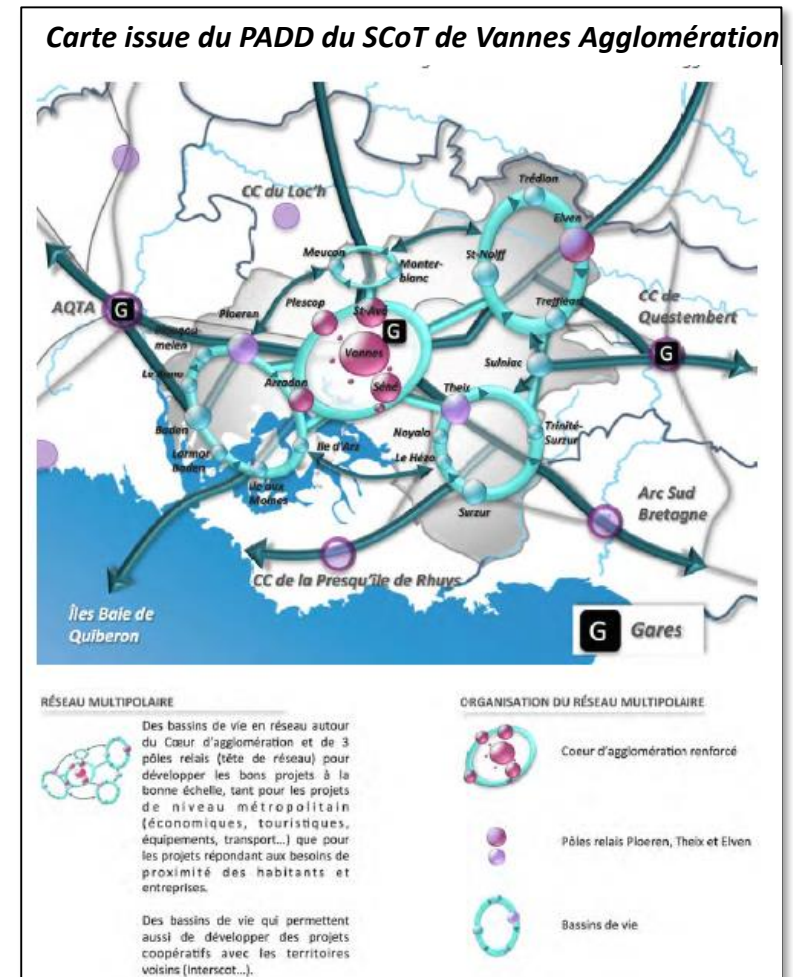 Carte issue du PADD du SCoT de Vannes Agglomération
Trédion
CC du Loc'h
Elven
Meucon
Monter-
blanc
St-Nolff
AQTA
G
Ploeren
Plescop
St-Avé
G
Treffléan
CC de
Questembert
Vannes
G
Sulniac
Arradon
Séné
Theix
Baden
Noyalo
Trinité-
Surzur
Larmor
Baden
Ile d'Arz
Le Hézo
Ile aux
Moines
Surzur
Arc Sud
Bretagne
CC de la Presqu'île de Rhuys
Îles Baie de
Quiberon
G Gares
RÉSEAU MULTIPOLAIRE
Des bassins de vie en réseau autour
du Cœur d'agglomération et de 3
pôles relais (tête de réseau) pour
développer les bons projets à la
bonne échelle, tant pour les projets
de niveau métropolitain
(économiques, touristiques,
équipements, transport...) que pour
les projets répondant aux besoins de
proximité des habitants et
entreprises.
Des bassins de vie qui permettent
aussi de développer des projets
coopératifs avec les territoires
voisins (Interscot...).
ORGANISATION DU RÉSEAU MULTIPOLAIRE
Coeur d'agglomération renforcé
Pôles relais Ploeren, Theix et Elven
Bassins de vie